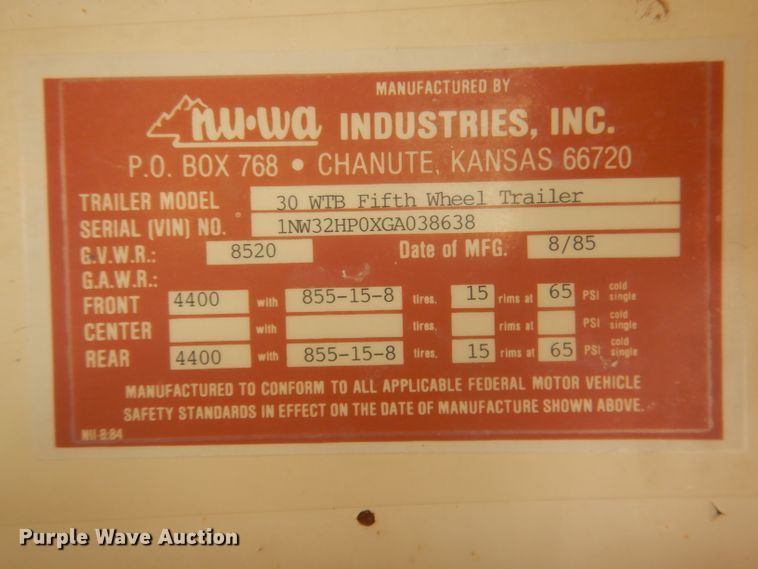 MANUFACTURED BY
nu·wa INDUSTRIES, INC.
P.O. BOX 768 • CHANUTE, KANSAS 66720
TRAILER MODEL 30 WTB Fifth Wheel Trailer
SERIAL (VIN) NO. 1NW32HP0XGA038638
G.V.W.R.: 8520 Date of MFG. 8/85
G.A.W.R.:
FRONT 4400 with 855-15-8 tires, 15 rims at 65 PSI cold single
CENTER with tires, rims at PSI cold single
REAR 4400 with 855-15-8 tires, 15 rims at 65 PSI cold single
MANUFACTURED TO CONFORM TO ALL APPLICABLE FEDERAL MOTOR VEHICLE
SAFETY STANDARDS IN EFFECT ON THE DATE OF MANUFACTURE SHOWN ABOVE.
Purple Wave Auction